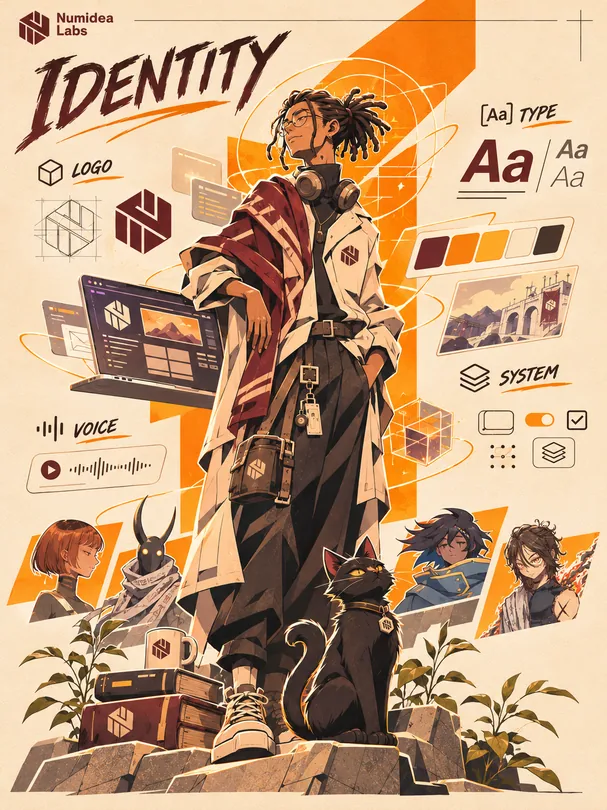 Numidea
Labs
IDENTITY
[Aa] TYPE
LOGO
Aa
Aa
Aa
SYSTEM
VOICE